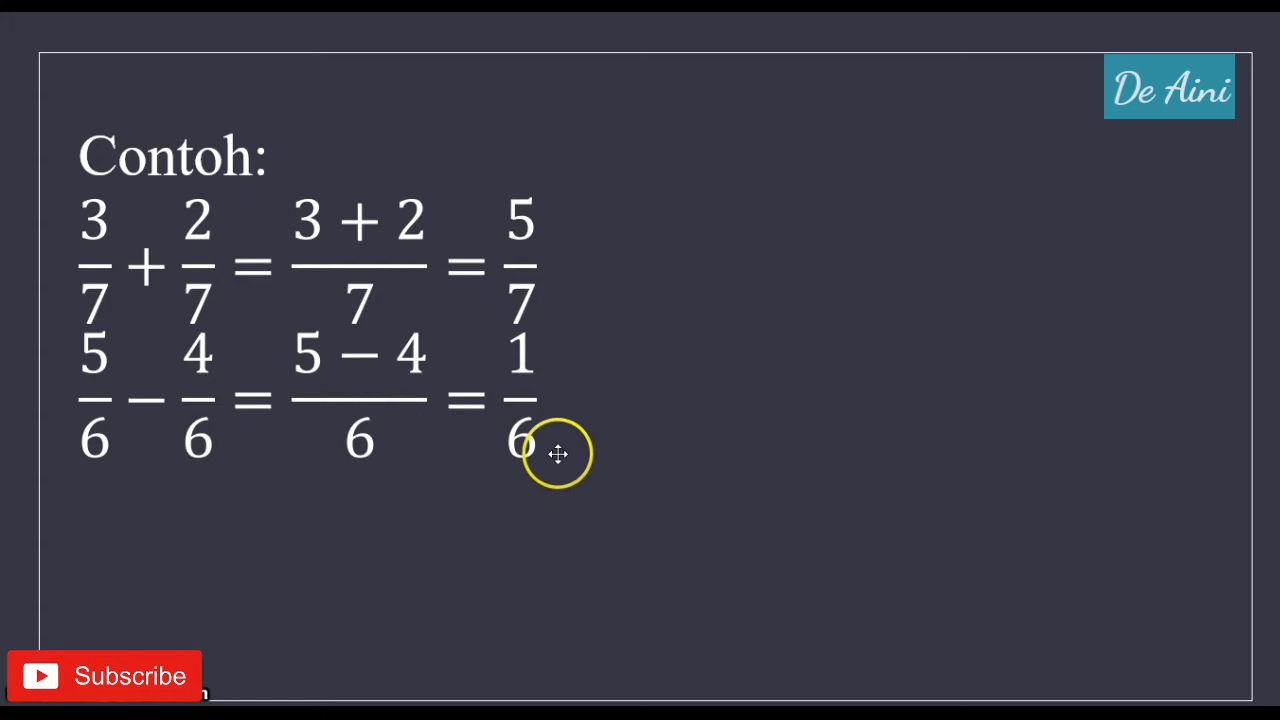 De Aini
Contoh:
3/7 + 2/7 = (3 + 2)/7 = 5/7
5/6 − 4/6 = (5 − 4)/6 = 1/6
Subscribe